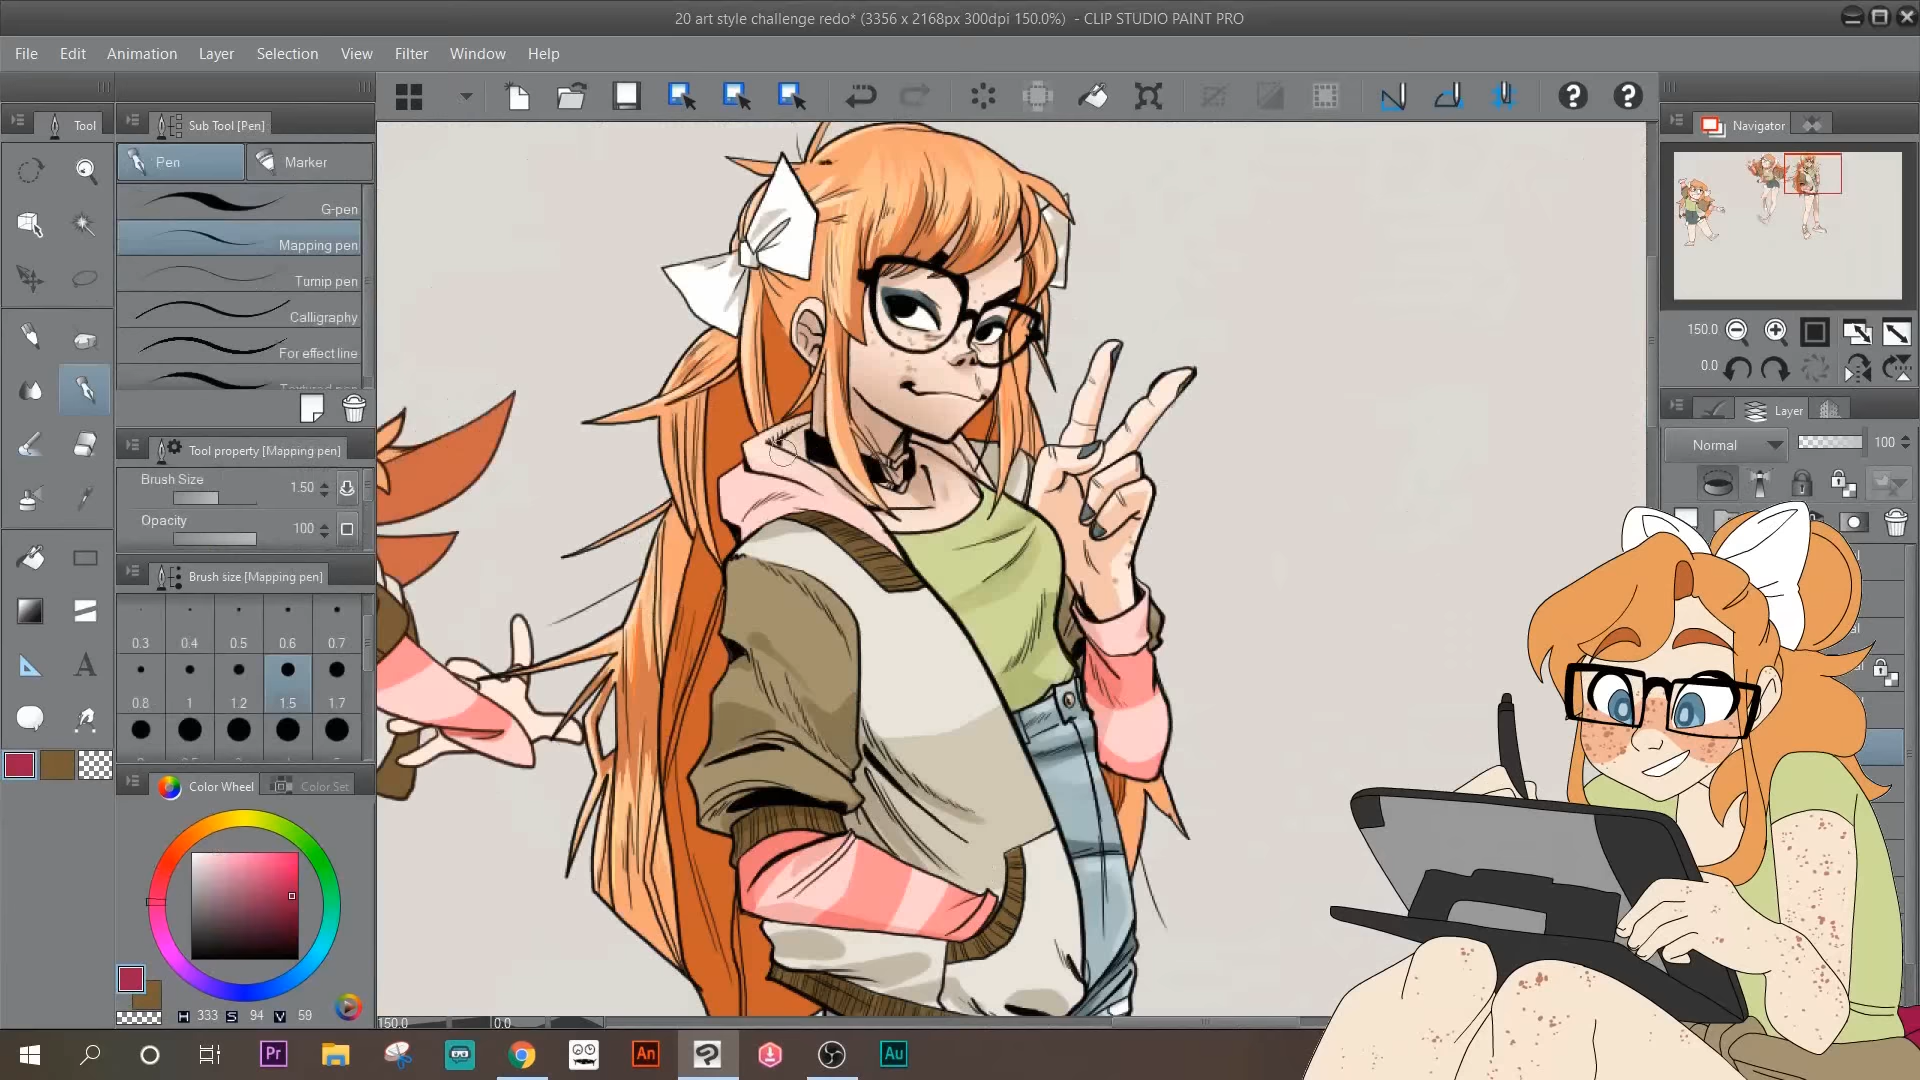 20 art style challenge redo* (3356 x 2168px 300dpi 150.0%) - CLIP STUDIO PAINT PRO
File Edit Animation Layer Selection View Filter Window Help
Tool
Sub Tool [Pen]
Navigator
Pen
Marker
G-pen
Mapping pen
Turnip pen
Calligraphy
For effect line
Textured pen
150.0
0.0
Layer
Normal
100
Tool property [Mapping pen]
Brush Size
1.50
Opacity
100
Brush size [Mapping pen]
0.3 0.4 0.5 0.6 0.7
0.8 1 1.2 1.5 1.7
Color Wheel
Color Set
H 333 S 94 V 59
150.0
0.0
Pr
An
Au